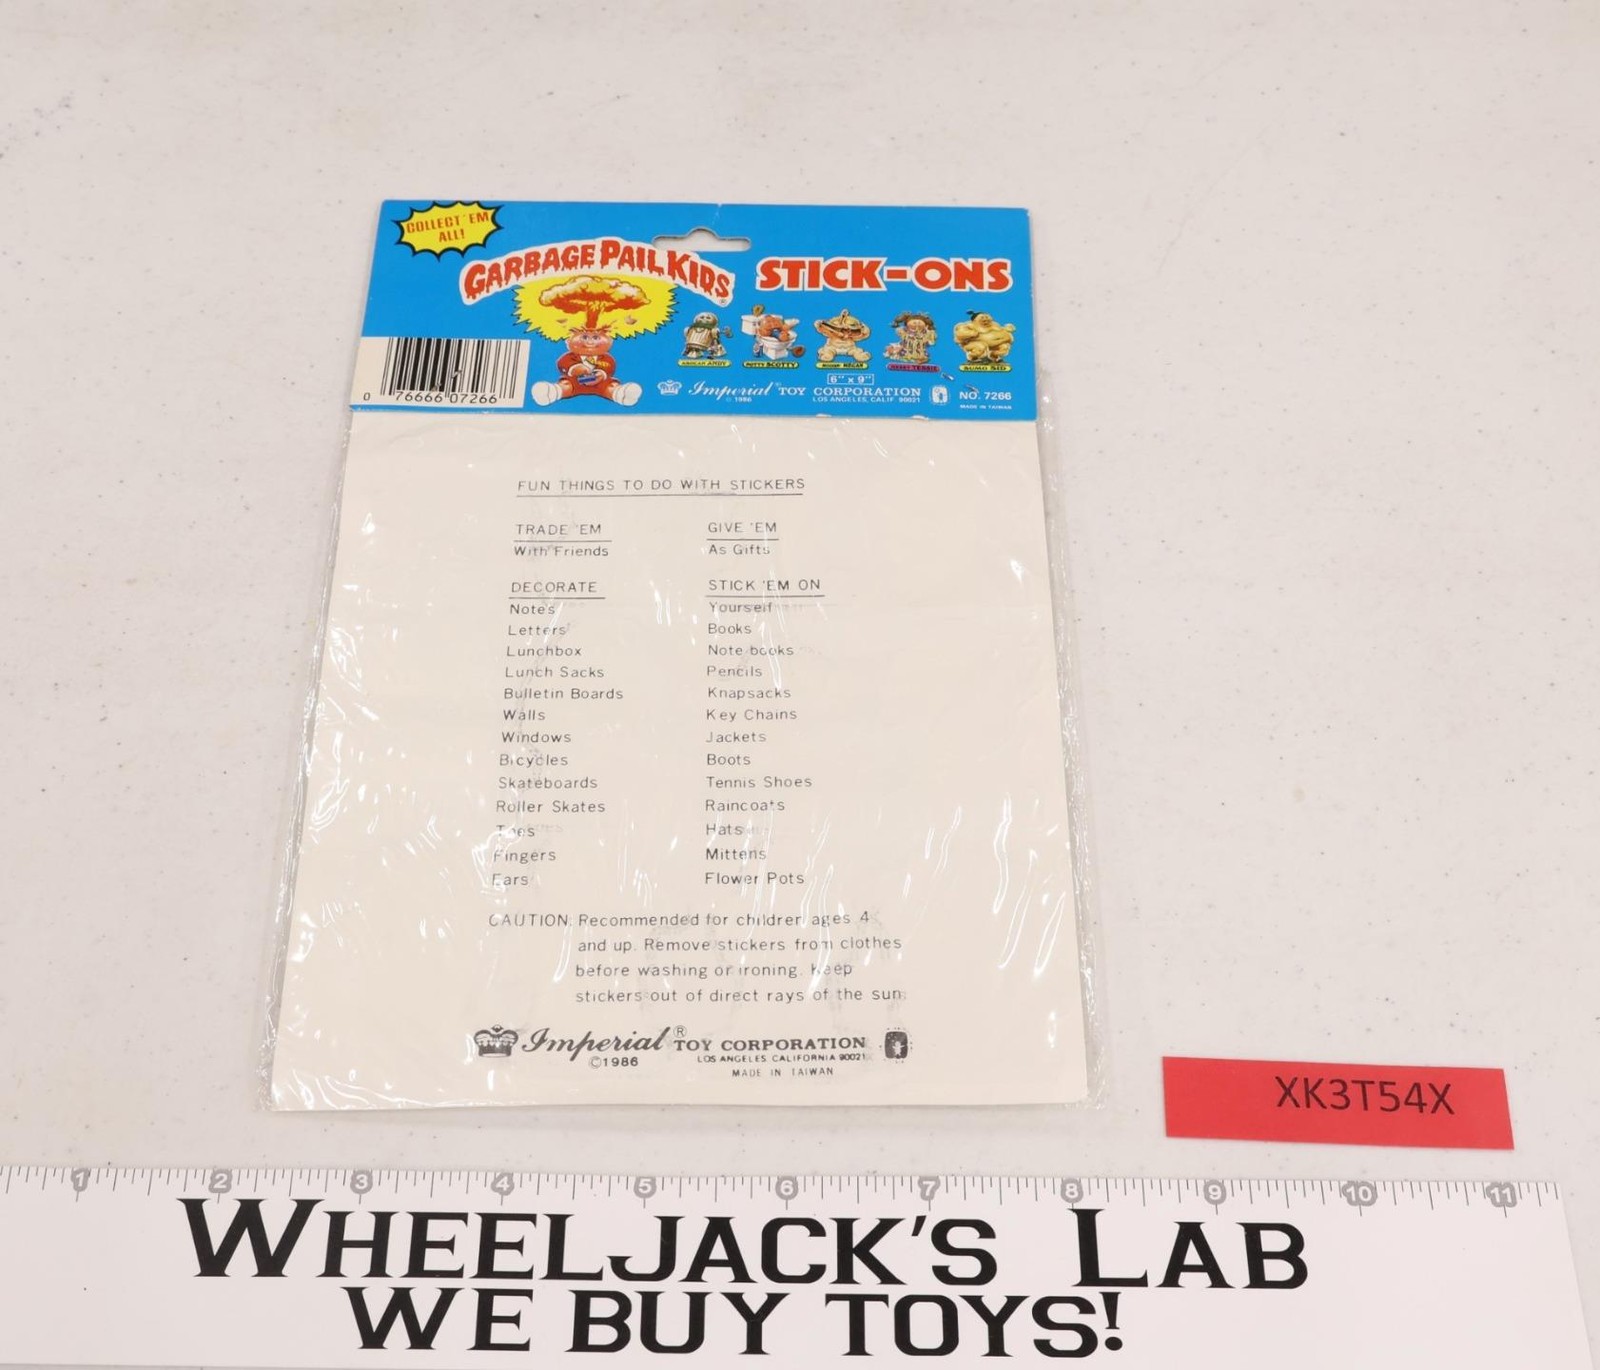 COLLECT 'EM
ALL!
GARBAGE PAIL KIDS®
STICK-ONS
POTTY SCOTTY
SUMO SID
6" x 9"
Imperial® TOY CORPORATION
© 1986
LOS ANGELES, CALIF. 90021
NO. 7266
MADE IN TAIWAN
0 76666 07266
FUN THINGS TO DO WITH STICKERS
TRADE 'EM
With Friends
GIVE 'EM
As Gifts
DECORATE
Notes
Letters
Lunchbox
Lunch Sacks
Bulletin Boards
Walls
Windows
Bicycles
Skateboards
Roller Skates
Toes
Fingers
Ears
STICK 'EM ON
Yourself
Books
Note books
Pencils
Knapsacks
Key Chains
Jackets
Boots
Tennis Shoes
Raincoats
Hats
Mittens
Flower Pots
CAUTION: Recommended for children ages 4
and up. Remove stickers from clothes
before washing or ironing. Keep
stickers out of direct rays of the sun.
Imperial® TOY CORPORATION
©1986
LOS ANGELES CALIFORNIA 90021
MADE IN TAIWAN
XK3T54X
1 2 3 4 5 6 7 8 9 10 11
WHEELJACK'S LAB
WE BUY TOYS!